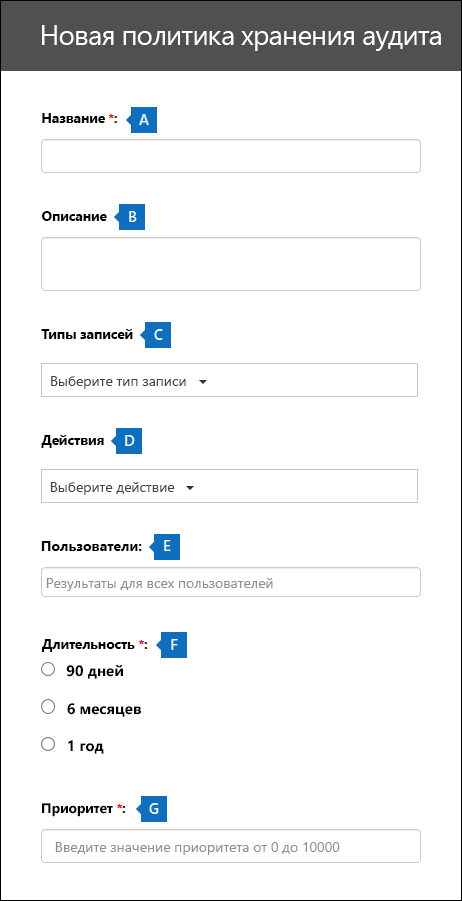 Новая политика хранения аудита
Название *: A
Описание B
Типы записей C
Выберите тип записи
Действия D
Выберите действие
Пользователи: E
Результаты для всех пользователей
Длительность *: F
90 дней
6 месяцев
1 год
Приоритет *: G
Введите значение приоритета от 0 до 10000